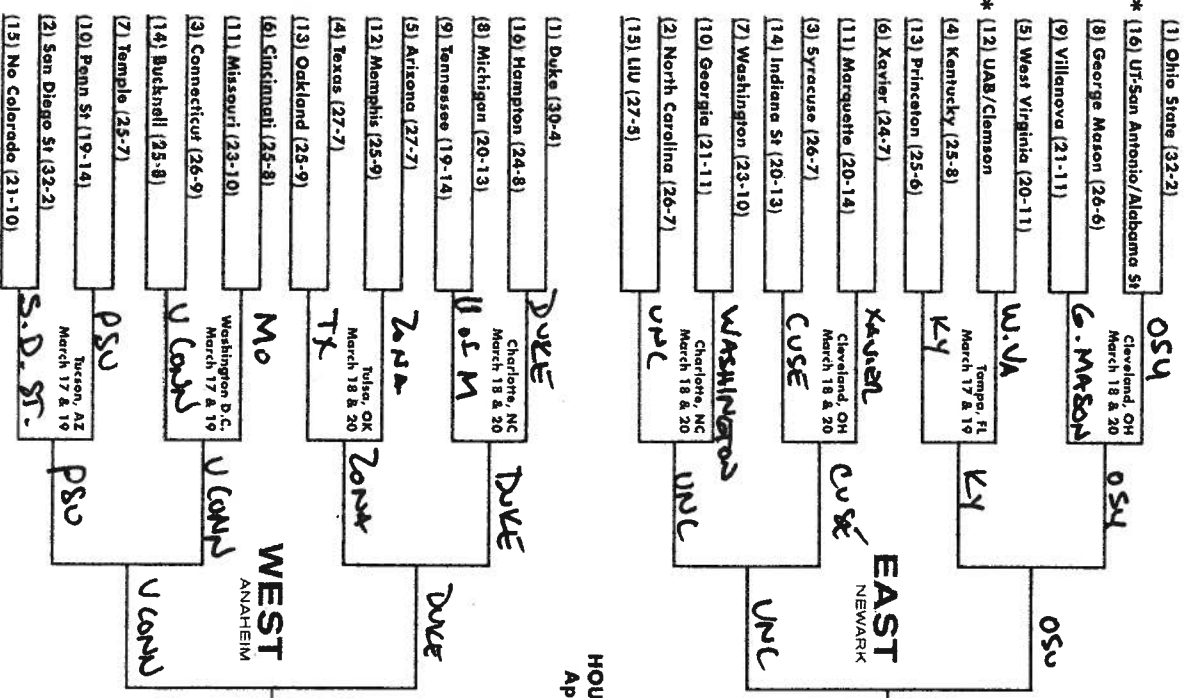 (1) Ohio State (32-2)
* (16) UT-San Antonio/Alabama St
(8) George Mason (26-6)
(9) Villanova (21-11)
(5) West Virginia (20-11)
* (12) UAB/Clemson
(4) Kentucky (25-8)
(13) Princeton (25-6)
(6) Xavier (24-7)
(11) Marquette (20-14)
(3) Syracuse (26-7)
(14) Indiana St (20-13)
(7) Washington (23-10)
(10) Georgia (21-11)
(2) North Carolina (26-7)
(15) LIU (27-5)
OSU
Cleveland, OH
March 18 & 20
G. MASON
W.VA
Tampa, FL
March 17 & 19
KY
XAVIER
Cleveland, OH
March 18 & 20
CUSE
WASHINGTON
Charlotte, NC
March 18 & 20
UNC
OSU
KY
CUSE
UNC
EAST
NEWARK
OSU
UNC
HOU
Ap
(1) Duke (30-4)
(16) Hampton (24-8)
(8) Michigan (20-13)
(9) Tennessee (19-14)
(5) Arizona (27-7)
(12) Memphis (25-9)
(4) Texas (27-7)
(13) Oakland (25-9)
(6) Cincinnati (25-8)
(11) Missouri (23-10)
(3) Connecticut (26-9)
(14) Bucknell (25-8)
(7) Temple (25-7)
(10) Penn St (19-14)
(2) San Diego St (32-2)
(15) No Colorado (21-10)
DUKE
Charlotte, NC
March 18 & 20
U of M
ZONA
Tulsa, OK
March 18 & 20
TX
MO
Washington D.C.
March 17 & 19
U CONN
PSU
Tucson, AZ
March 17 & 19
S.D. ST-
DUKE
ZONA
U CONN
PSU
WEST
ANAHEIM
DUKE
U CONN